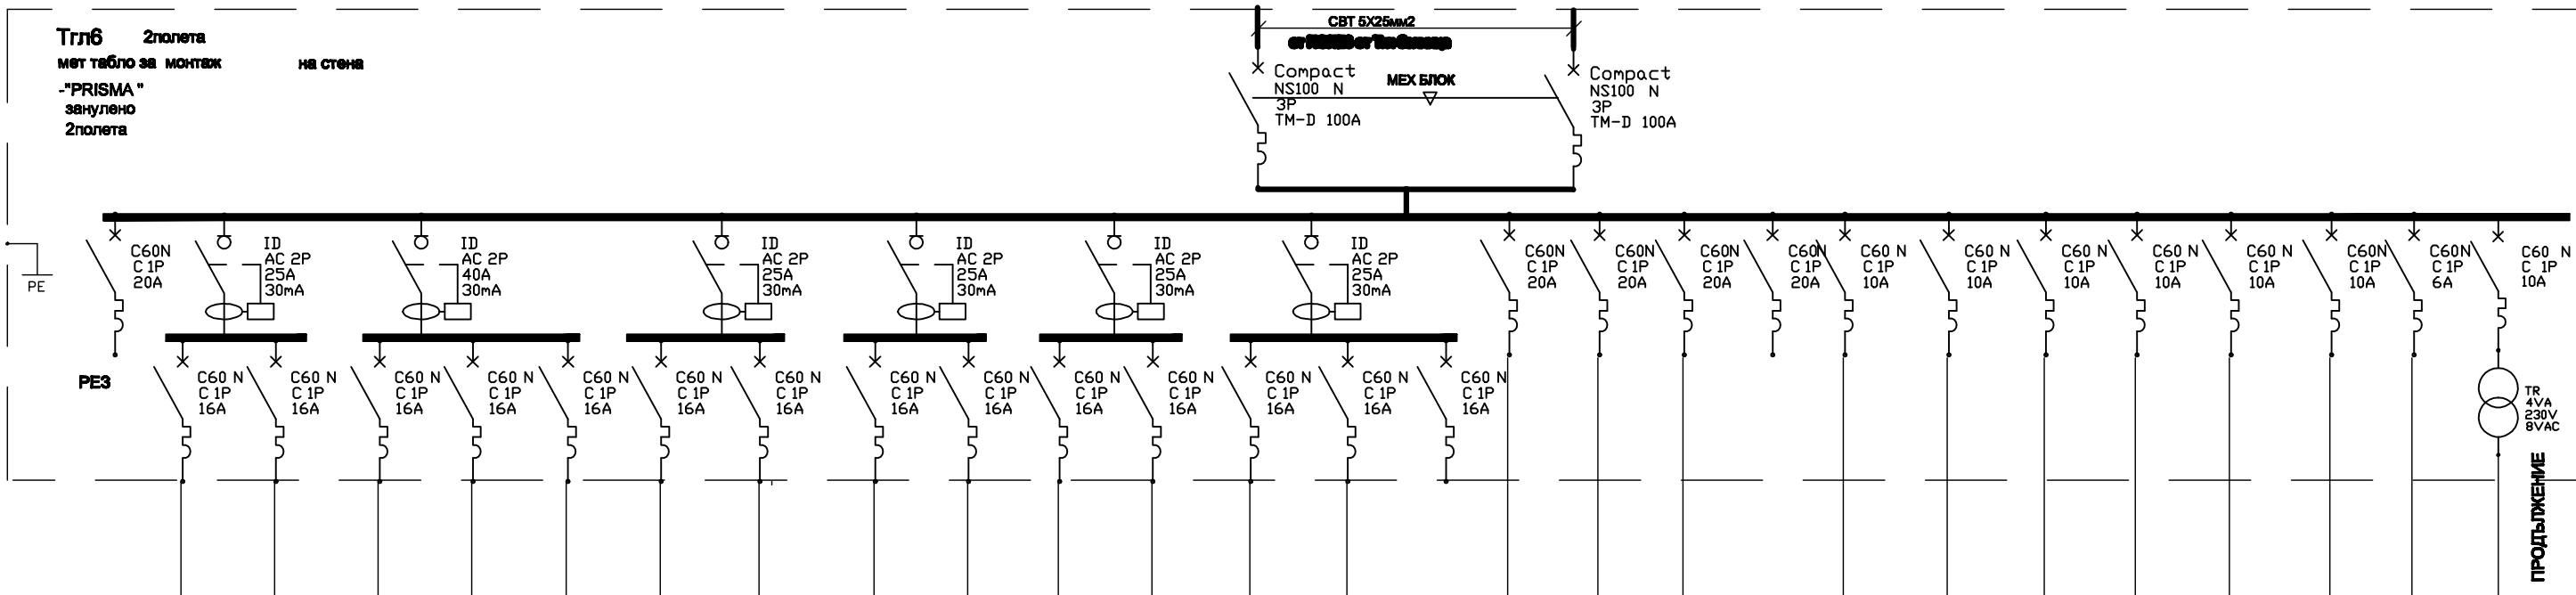 Тгл6 2полета
мет табло за монтаж на стена
-"PRISMA "
занулено
2полета
СВТ 5Х25мм2
Compact
NS100 N
3P
TM-D 100A
МЕХ БЛОК
Compact
NS100 N
3P
TM-D 100A
PE
C60N
C 1P
20A
РЕЗ
ID
AC 2P
25A
30mA
ID
AC 2P
40A
30mA
ID
AC 2P
25A
30mA
ID
AC 2P
25A
30mA
ID
AC 2P
25A
30mA
ID
AC 2P
25A
30mA
C60N
C 1P
20A
C60N
C 1P
20A
C60N
C 1P
20A
C60N
C 1P
20A
C60 N
C 1P
10A
C60 N
C 1P
10A
C60 N
C 1P
10A
C60 N
C 1P
10A
C60 N
C 1P
10A
C60N
C 1P
10A
C60N
C 1P
6A
C60 N
C 1P
10A
C60 N
C 1P
16A
C60 N
C 1P
16A
C60 N
C 1P
16A
C60 N
C 1P
16A
C60 N
C 1P
16A
C60 N
C 1P
16A
C60 N
C 1P
16A
C60 N
C 1P
16A
C60 N
C 1P
16A
C60 N
C 1P
16A
C60 N
C 1P
16A
C60 N
C 1P
16A
C60 N
C 1P
16A
C60 N
C 1P
16A
TR
4VA
230V
8VAC
ПРОДЪЛЖЕНИЕ